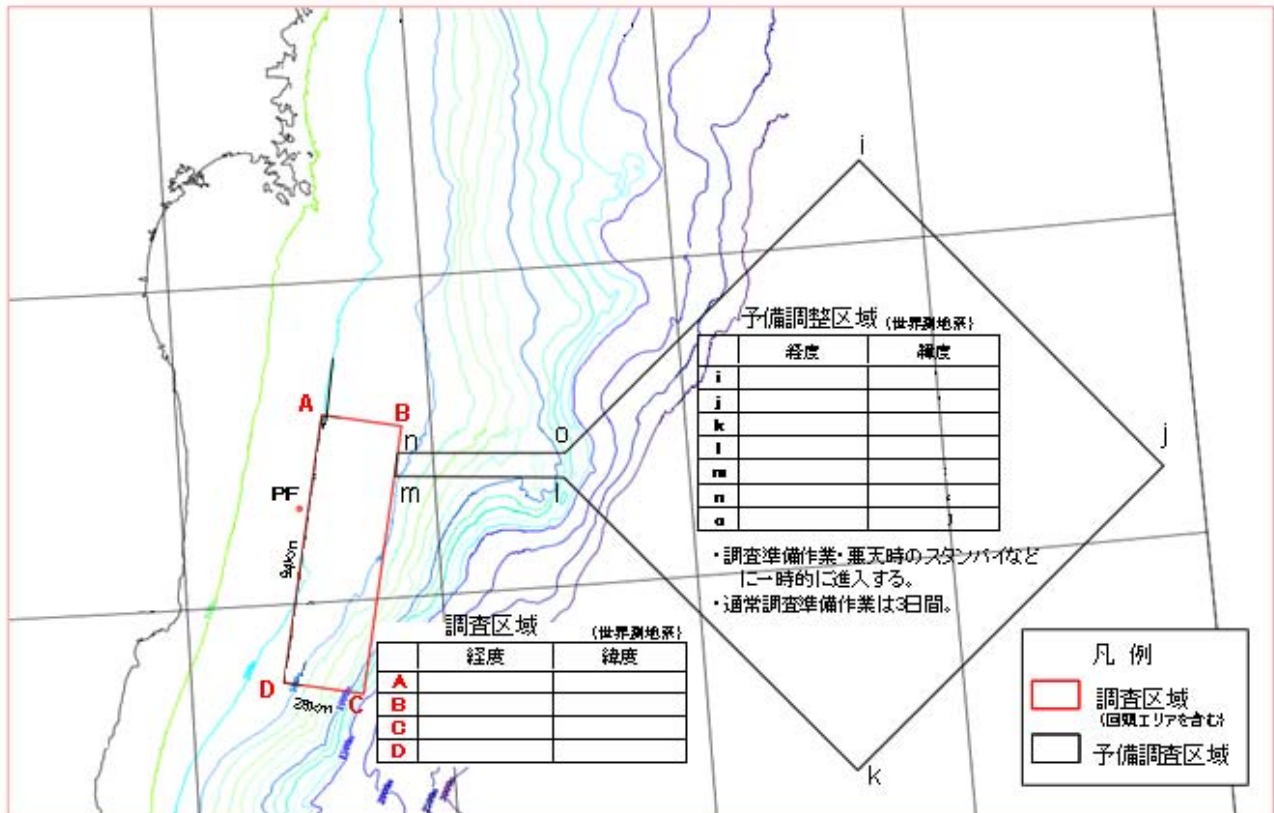 i
予備調整区域 (世界測地系)
経度 緯度
i
j
k
l
m
n
o
A
B
n
o
j
m
l
PF
・調査準備作業・悪天時のスタンバイなど
に一時的に進入する。
・通常調査準備作業は3日間。
調査区域 (世界測地系)
経度 緯度
A
B
C
D
D
C
k
凡 例
調査区域
(回頭エリアを含む)
予備調査区域